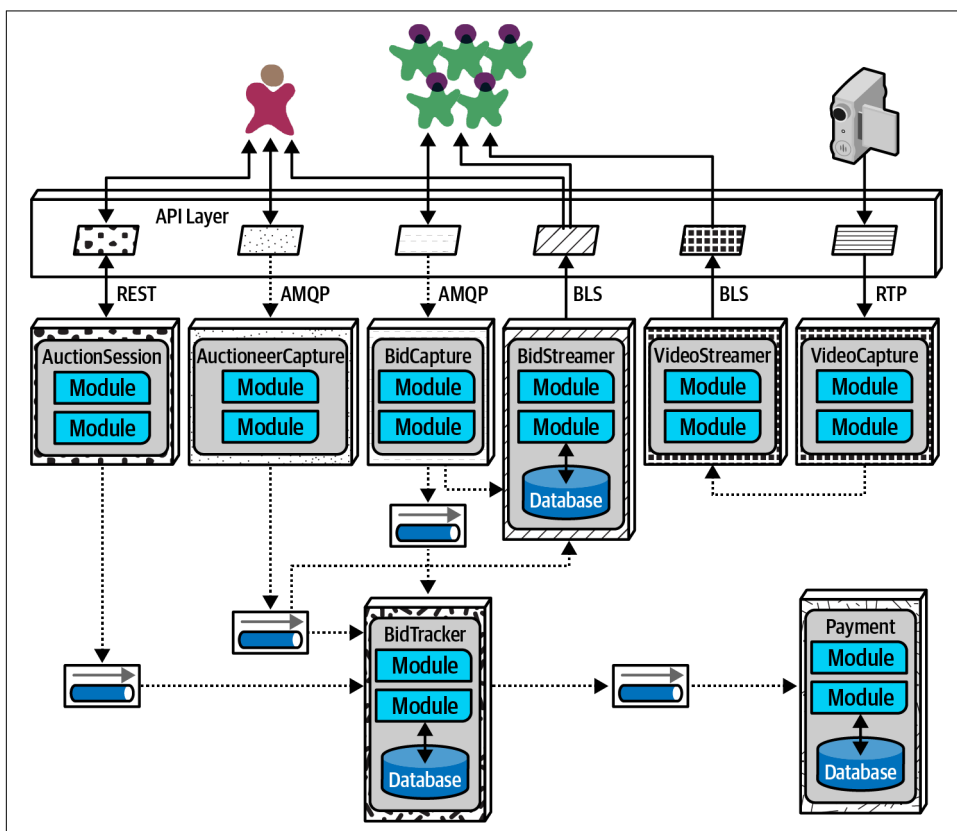 API Layer
REST
AMQP
AMQP
BLS
BLS
RTP
AuctionSession
Module
Module
AuctioneerCapture
Module
Module
BidCapture
Module
Module
BidStreamer
Module
Module
Database
VideoStreamer
Module
Module
VideoCapture
Module
Module
BidTracker
Module
Module
Database
Payment
Module
Module
Database